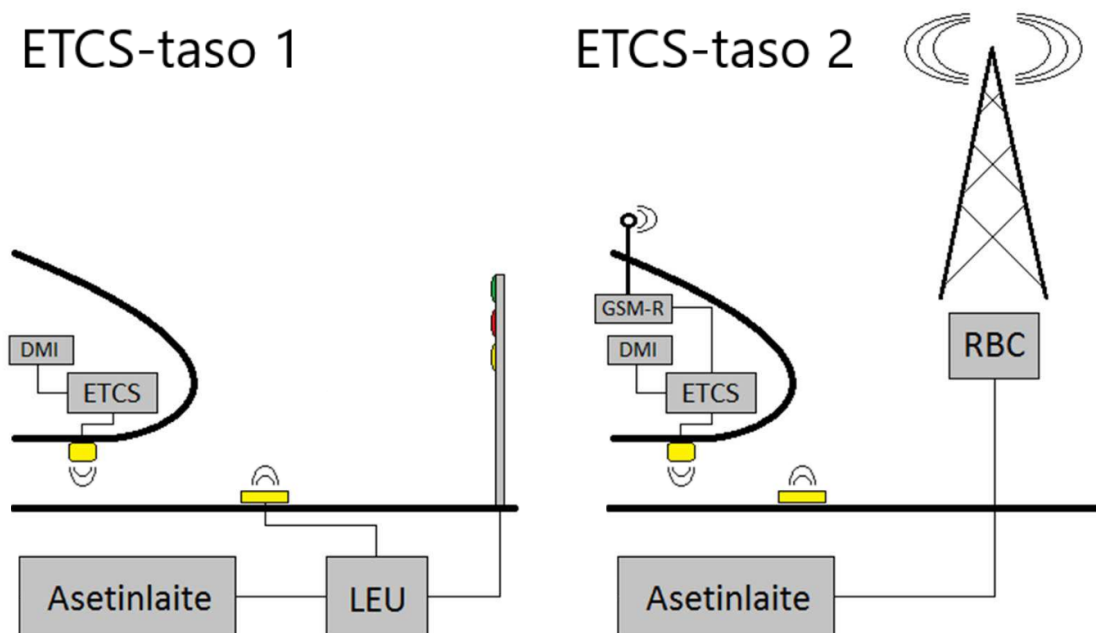 ETCS-taso 1
DMI
ETCS
Asetinlaite
LEU
ETCS-taso 2
GSM-R
DMI
ETCS
RBC
Asetinlaite